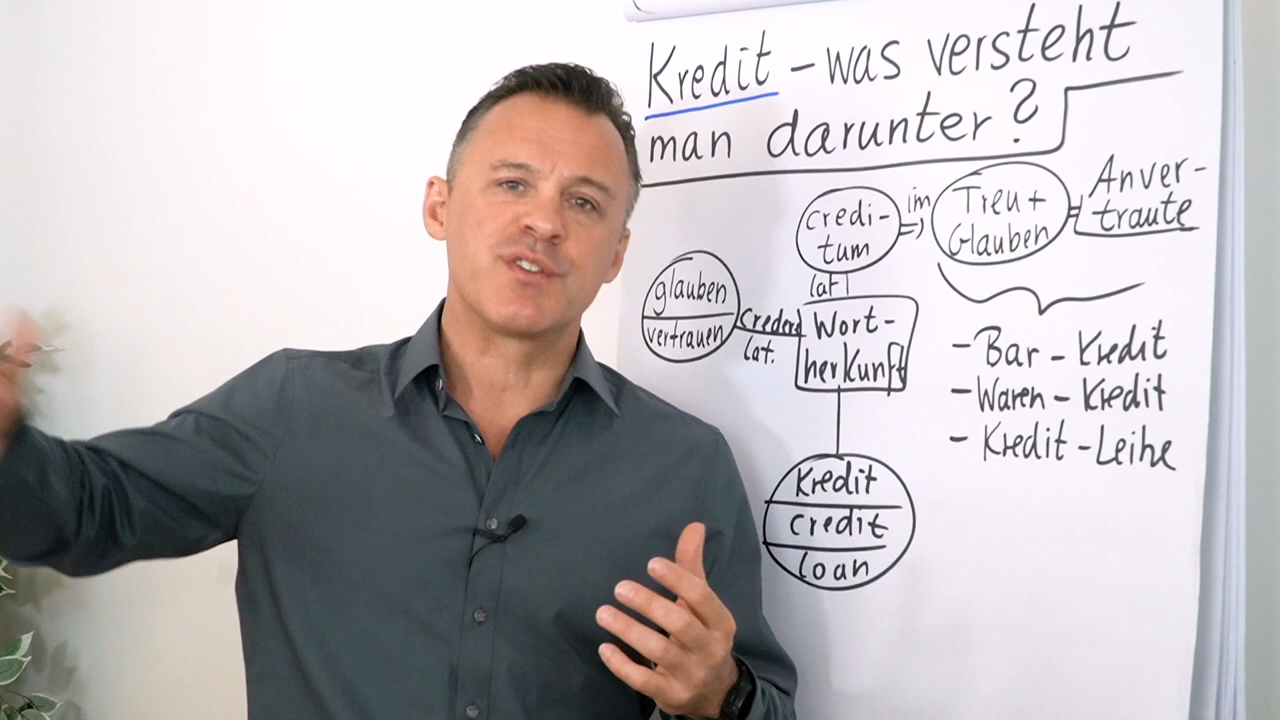 Kredit – was versteht
man darunter?
credi-
tum
im
Treu +
Glauben
Anver-
traute
lat
glauben
vertrauen
lat.
Wort-
herkunft
- Bar - Kredit
- Waren - Kredit
- Kredit - Leihe
Kredit
credit
loan